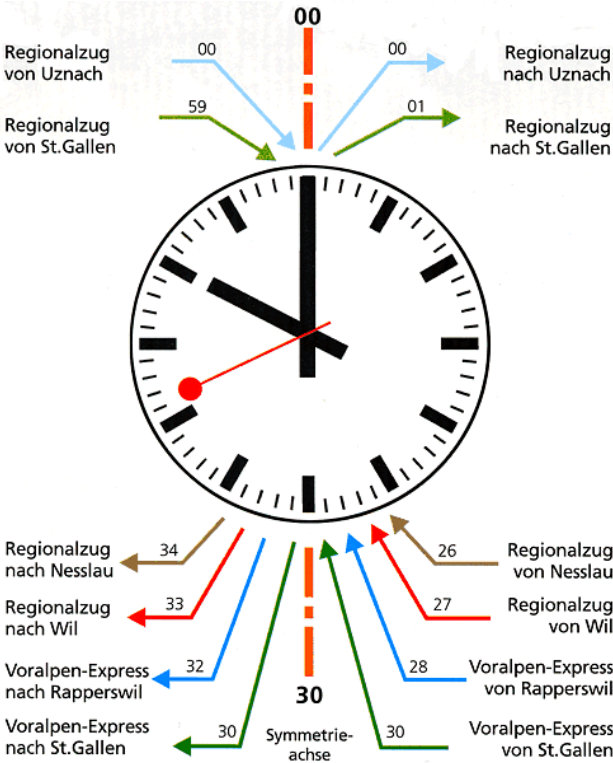 00
Regionalzug
von Uznach
00
00
Regionalzug
nach Uznach
Regionalzug
von St.Gallen
59
01
Regionalzug
nach St.Gallen
Regionalzug
nach Nesslau
34
26
Regionalzug
von Nesslau
Regionalzug
nach Wil
33
27
Regionalzug
von Wil
Voralpen-Express
nach Rapperswil
32
28
Voralpen-Express
von Rapperswil
30
Voralpen-Express
nach St.Gallen
30
Symmetrie-
achse
30
Voralpen-Express
von St.Gallen